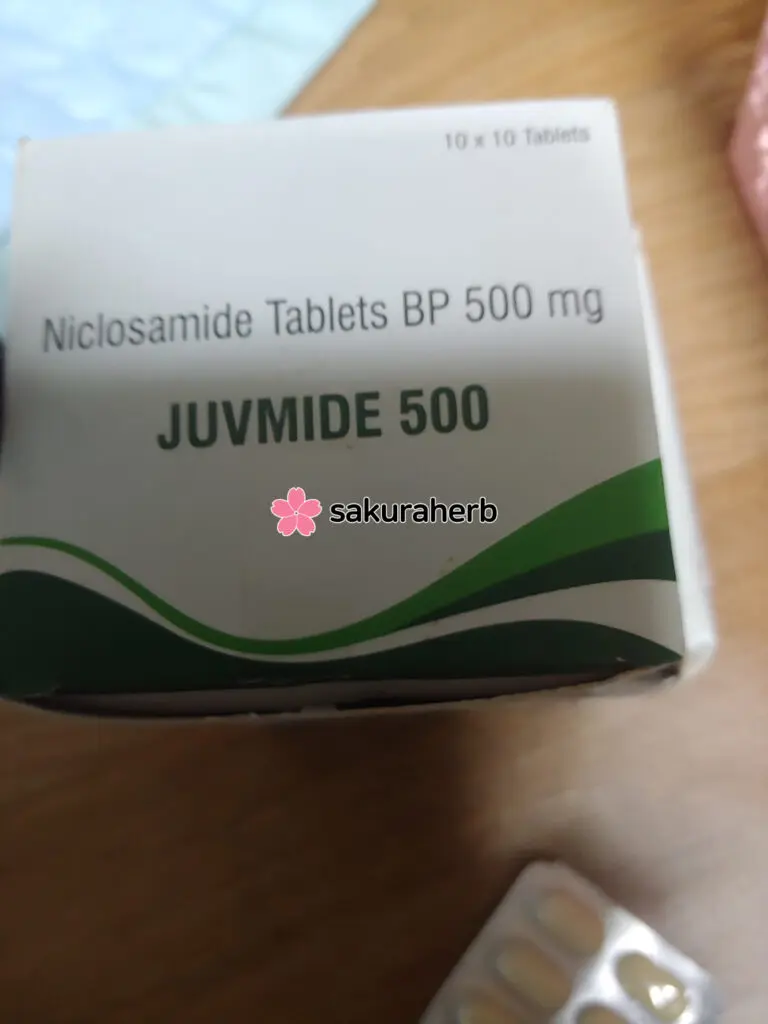 10 x 10 Tablets
Niclosamide Tablets BP 500 mg
JUVMIDE 500
sakuraherb